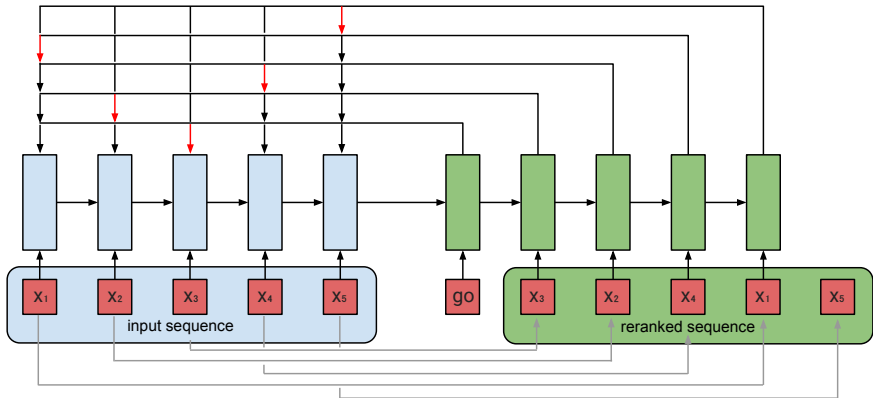 x₁ x₂ x₃ x₄ x₅ go x₃ x₂ x₄ x₁ x₅
input sequence reranked sequence